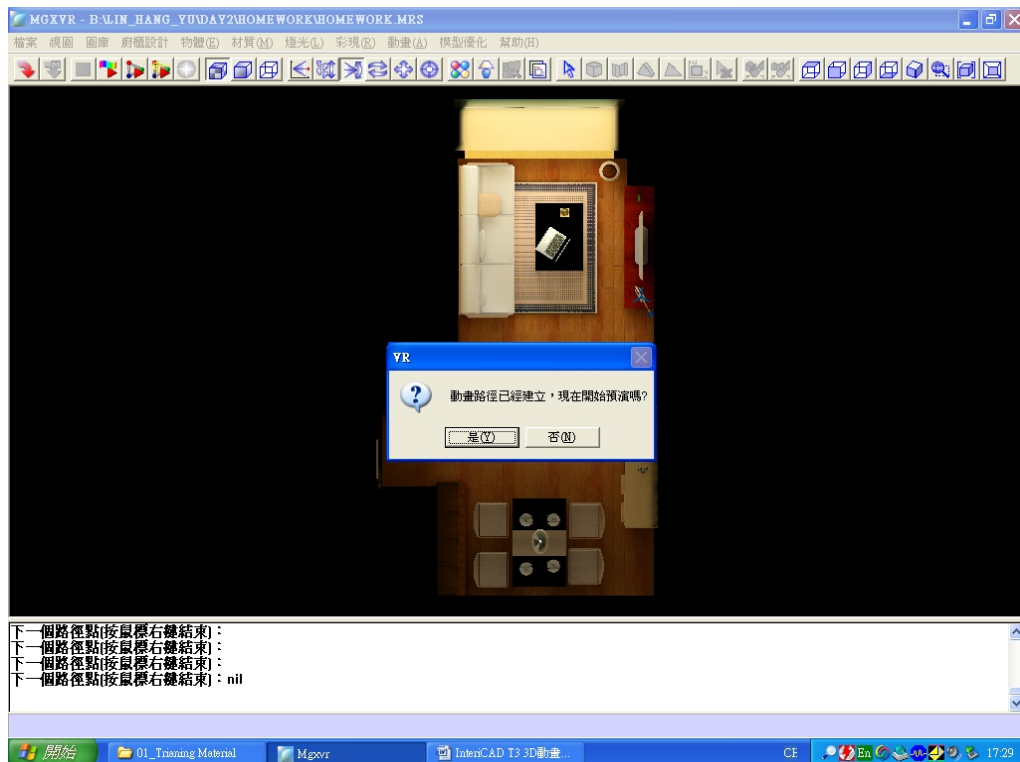 MGXVR - B:\LIN_HANG_YU\DAY2\HOMEWORK\HOMEWORK.MRS
檔案 視圖 圖庫 廚櫃設計 物體(E) 材質(M) 燈光(L) 彩現(R) 動畫(A) 模型優化 幫助(H)
VR
動畫路徑已經建立，現在開始預演嗎?
是(Y) 否(N)
下一個路徑點[按鼠標右鍵結束]：
下一個路徑點[按鼠標右鍵結束]：
下一個路徑點[按鼠標右鍵結束]：
下一個路徑點[按鼠標右鍵結束]：nil
開始 01_Trianing Material Mgxvr InteriCAD T3 3D動畫... CH En 17:29